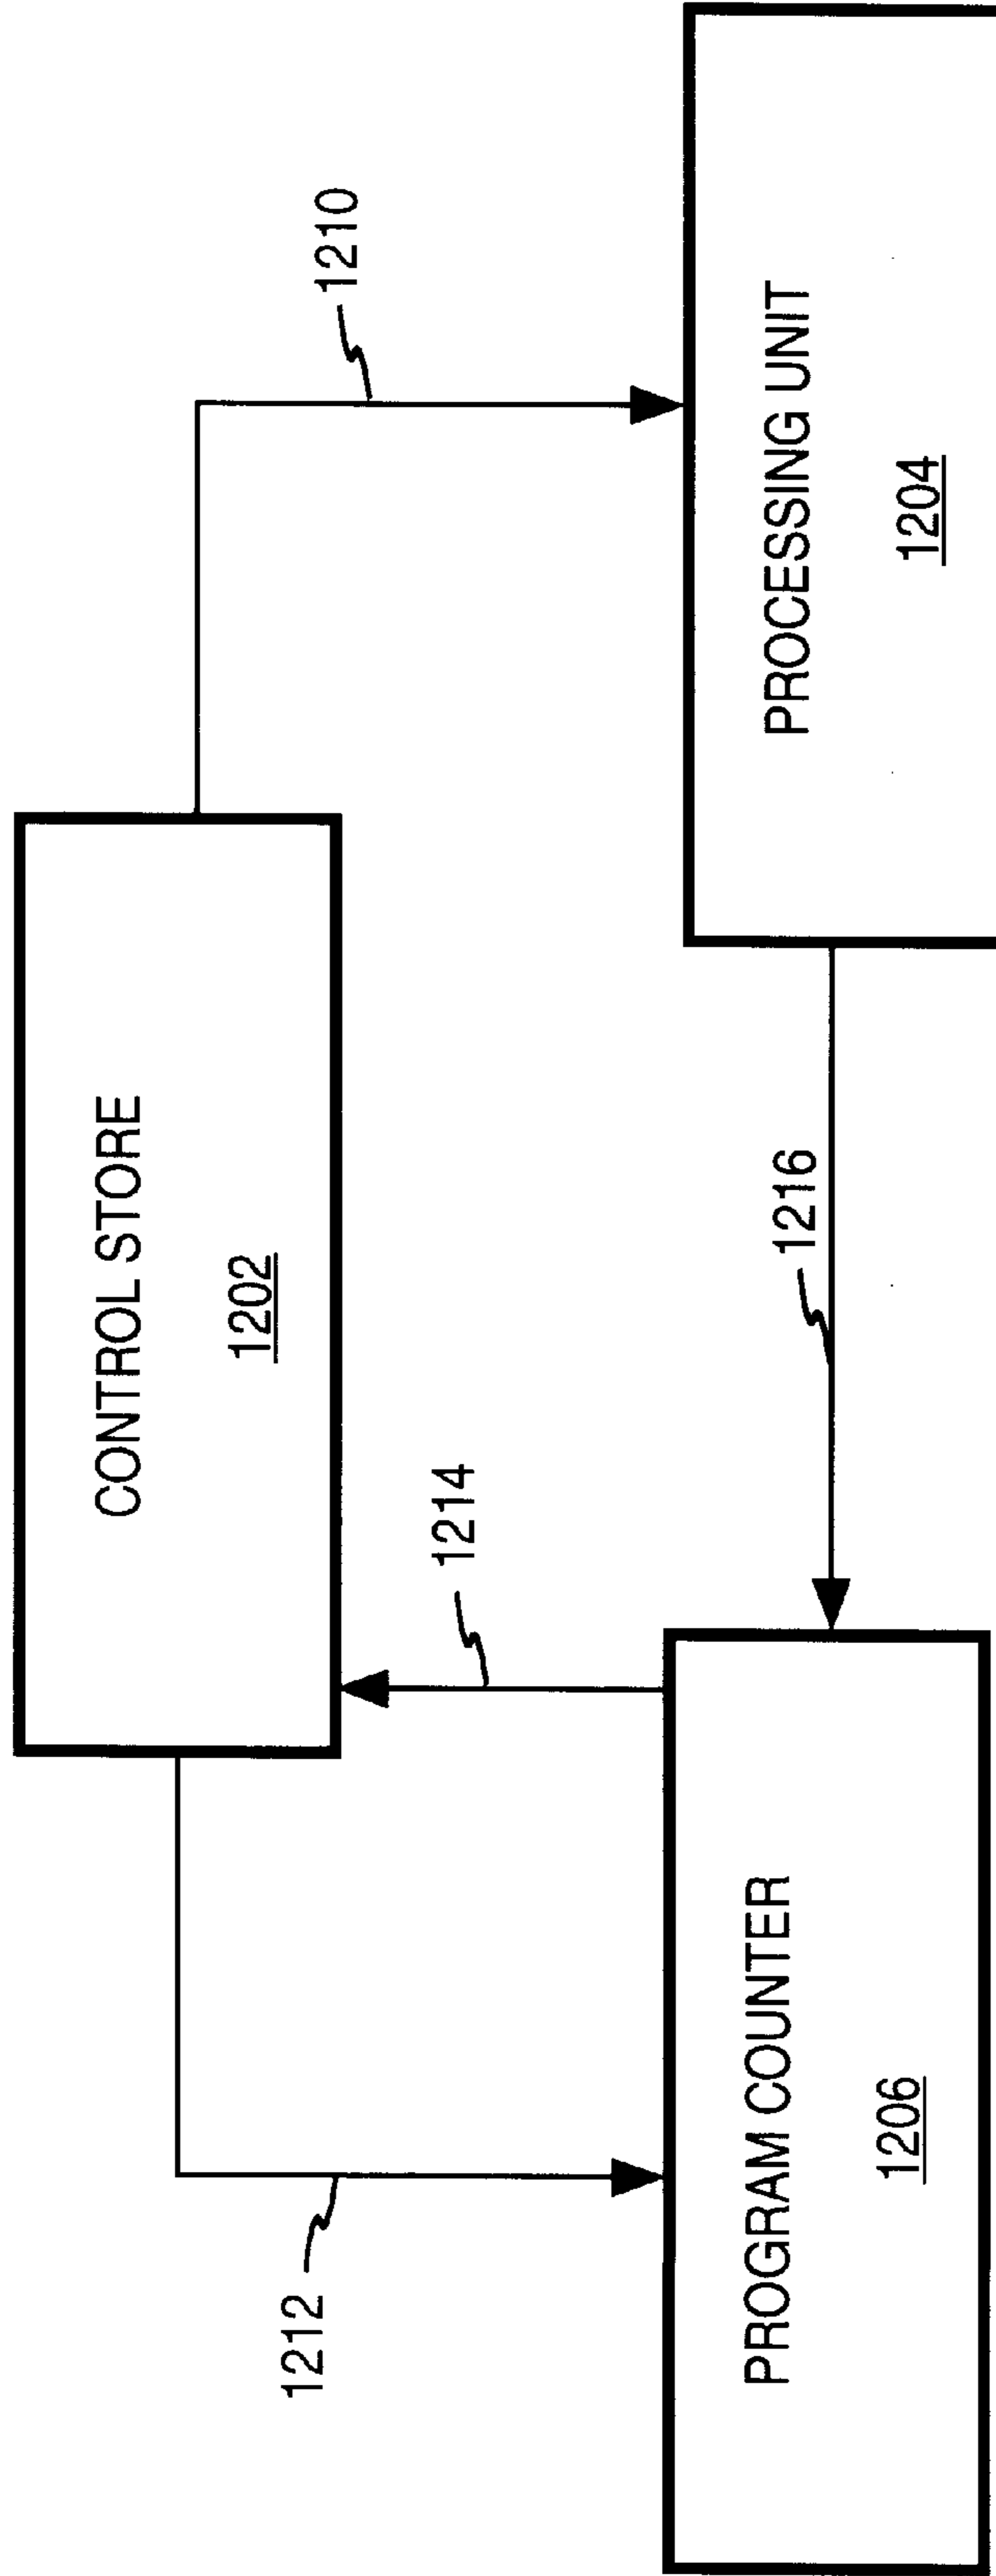 CONTROL STORE
1202
1210
1212
1214
1216
PROGRAM COUNTER
1206
PROCESSING UNIT
1204